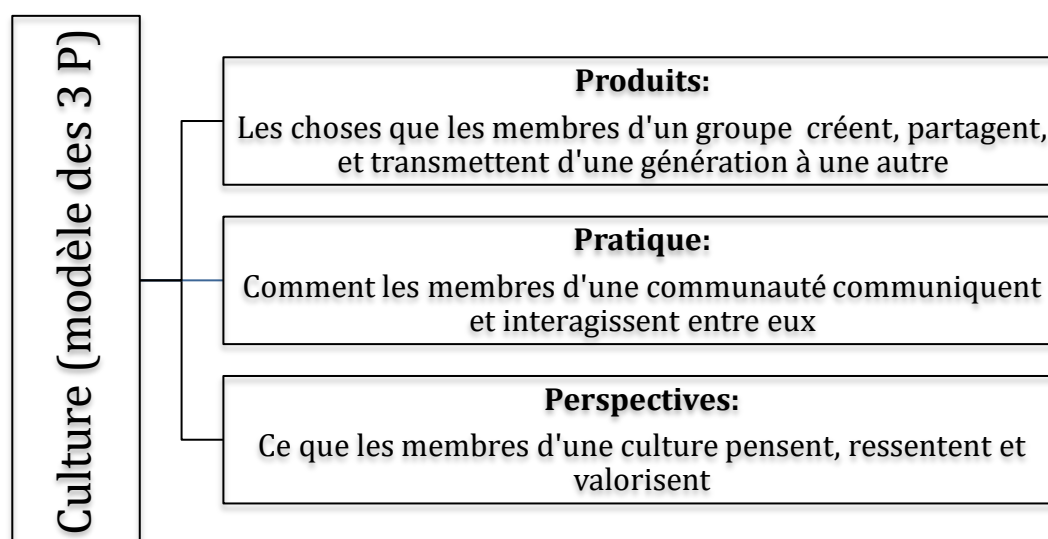 Culture (modèle des 3 P)
Produits:
Les choses que les membres d'un groupe créent, partagent,
et transmettent d'une génération à une autre
Pratique:
Comment les membres d'une communauté communiquent
et interagissent entre eux
Perspectives:
Ce que les membres d'une culture pensent, ressentent et
valorisent